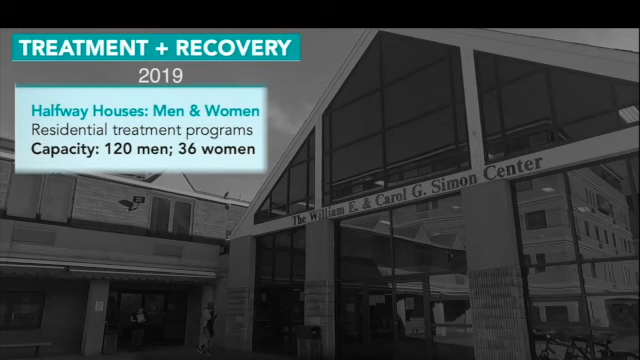 TREATMENT + RECOVERY
2019
Halfway Houses: Men & Women
Residential treatment programs
Capacity: 120 men; 36 women
The William E. & Carol G. Simon Center